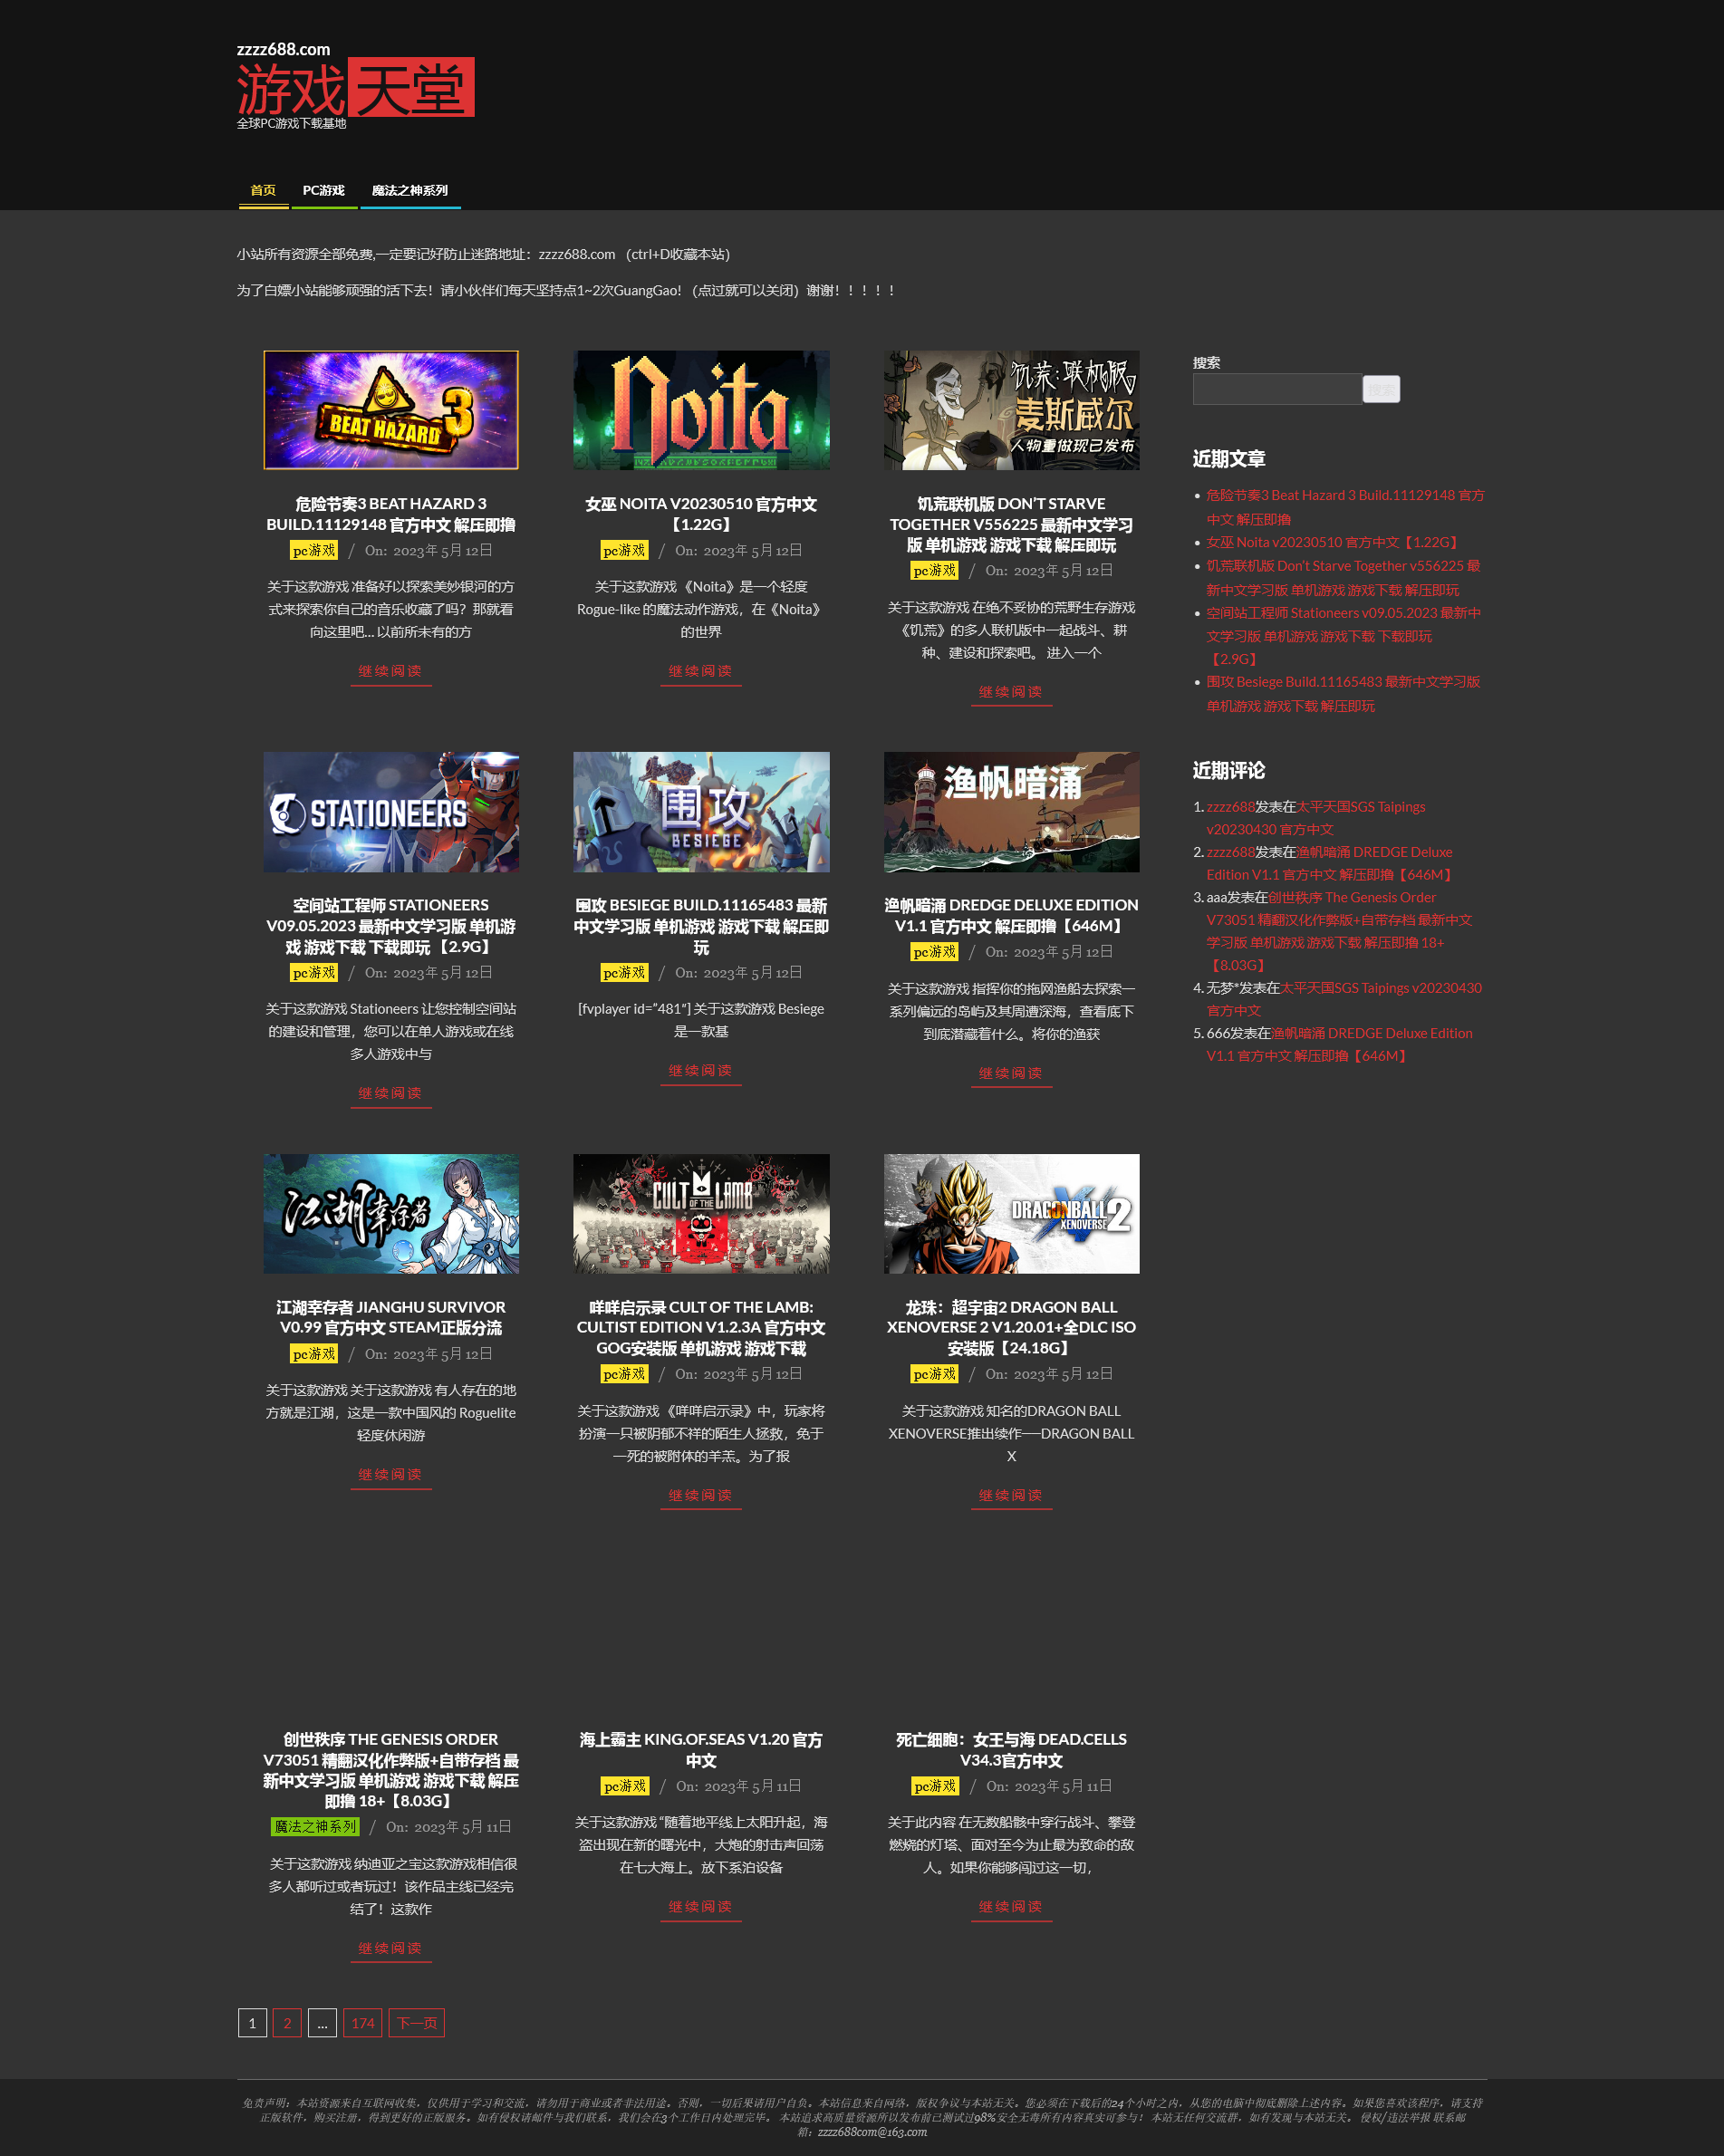 zzzz688.com
游戏 天堂
全球PC游戏下载基地
首页 PC游戏 魔法之神系列
小站所有资源全部免费,一定要记好防止迷路地址：zzzz688.com （ctrl+D收藏本站）
为了白嫖小站能够顽强的活下去！请小伙伴们每天坚持点1~2次GuangGao!（点过就可以关闭）谢谢！！！！！
BEAT HAZARD 3
危险节奏3 BEAT HAZARD 3
BUILD.11129148 官方中文 解压即撸
pc游戏 / On: 2023年 5月 12日
关于这款游戏 准备好以探索美妙银河的方
式来探索你自己的音乐收藏了吗？那就看
向这里吧… 以前所未有的方
继续阅读
Noita
女巫 NOITA V20230510 官方中文
【1.22G】
pc游戏 / On: 2023年 5月 12日
关于这款游戏 《Noita》是一个轻度
Rogue-like 的魔法动作游戏，在《Noita》
的世界
继续阅读
饥荒:联机版
麦斯威尔
人物重做现已发布
饥荒联机版 DON’T STARVE
TOGETHER V556225 最新中文学习
版 单机游戏 游戏下载 解压即玩
pc游戏 / On: 2023年 5月 12日
关于这款游戏 在绝不妥协的荒野生存游戏
《饥荒》的多人联机版中一起战斗、耕
种、建设和探索吧。 进入一个
继续阅读
STATIONEERS
空间站工程师 STATIONEERS
V09.05.2023 最新中文学习版 单机游
戏 游戏下载 下载即玩 【2.9G】
pc游戏 / On: 2023年 5月 12日
关于这款游戏 Stationeers 让您控制空间站
的建设和管理，您可以在单人游戏或在线
多人游戏中与
继续阅读
围攻
BESIEGE
围攻 BESIEGE BUILD.11165483 最新
中文学习版 单机游戏 游戏下载 解压即
玩
pc游戏 / On: 2023年 5月 12日
[fvplayer id=”481″] 关于这款游戏 Besiege
是一款基
继续阅读
渔帆暗涌
渔帆暗涌 DREDGE DELUXE EDITION
V1.1 官方中文 解压即撸【646M】
pc游戏 / On: 2023年 5月 12日
关于这款游戏 指挥你的拖网渔船去探索一
系列偏远的岛屿及其周遭深海，查看底下
到底潜藏着什么。将你的渔获
继续阅读
江湖幸存者
江湖幸存者 JIANGHU SURVIVOR
V0.99 官方中文 STEAM正版分流
pc游戏 / On: 2023年 5月 12日
关于这款游戏 关于这款游戏 有人存在的地
方就是江湖，这是一款中国风的 Roguelite
轻度休闲游
继续阅读
CULT OF THE LAMB
咩咩启示录 CULT OF THE LAMB:
CULTIST EDITION V1.2.3A 官方中文
GOG安装版 单机游戏 游戏下载
pc游戏 / On: 2023年 5月 12日
关于这款游戏 《咩咩启示录》中，玩家将
扮演一只被阴郁不祥的陌生人拯救，免于
一死的被附体的羊羔。为了报
继续阅读
DRAGONBALL XENOVERSE 2
龙珠：超宇宙2 DRAGON BALL
XENOVERSE 2 V1.20.01+全DLC ISO
安装版【24.18G】
pc游戏 / On: 2023年 5月 12日
关于这款游戏 知名的DRAGON BALL
XENOVERSE推出续作──DRAGON BALL
X
继续阅读
创世秩序 THE GENESIS ORDER
V73051 精翻汉化作弊版+自带存档 最
新中文学习版 单机游戏 游戏下载 解压
即撸 18+【8.03G】
魔法之神系列 / On: 2023年 5月 11日
关于这款游戏 纳迪亚之宝这款游戏相信很
多人都听过或者玩过！该作品主线已经完
结了！这款作
继续阅读
海上霸主 KING.OF.SEAS V1.20 官方
中文
pc游戏 / On: 2023年 5月 11日
关于这款游戏 “随着地平线上太阳升起，海
盗出现在新的曙光中，大炮的射击声回荡
在七大海上。放下系泊设备
继续阅读
死亡细胞：女王与海 DEAD.CELLS
V34.3官方中文
pc游戏 / On: 2023年 5月 11日
关于此内容 在无数船骸中穿行战斗、攀登
燃烧的灯塔、面对至今为止最为致命的敌
人。如果你能够闯过这一切，
继续阅读
1 2 … 174 下一页
搜索
近期文章
• 危险节奏3 Beat Hazard 3 Build.11129148 官方
中文 解压即撸
• 女巫 Noita v20230510 官方中文【1.22G】
• 饥荒联机版 Don’t Starve Together v556225 最
新中文学习版 单机游戏 游戏下载 解压即玩
• 空间站工程师 Stationeers v09.05.2023 最新中
文学习版 单机游戏 游戏下载 下载即玩
【2.9G】
• 围攻 Besiege Build.11165483 最新中文学习版
单机游戏 游戏下载 解压即玩
近期评论
1. zzzz688发表在太平天国SGS Taipings
v20230430 官方中文
2. zzzz688发表在渔帆暗涌 DREDGE Deluxe
Edition V1.1 官方中文 解压即撸【646M】
3. aaa发表在创世秩序 The Genesis Order
V73051 精翻汉化作弊版+自带存档 最新中文
学习版 单机游戏 游戏下载 解压即撸 18+
【8.03G】
4. 无梦*发表在太平天国SGS Taipings v20230430
官方中文
5. 666发表在渔帆暗涌 DREDGE Deluxe Edition
V1.1 官方中文 解压即撸【646M】
免责声明：本站资源来自互联网收集，仅供用于学习和交流，请勿用于商业或者非法用途。否则，一切后果请用户自负。本站信息来自网络，版权争议与本站无关。您必须在下载后的24个小时之内，从您的电脑中彻底删除上述内容。如果您喜欢该程序，请支持
正版软件，购买注册，得到更好的正版服务。如有侵权请邮件与我们联系，我们会在3个工作日内处理完毕。 本站追求高质量资源所以发布前已测试过98%安全无毒所有内容真实可参与！ 本站无任何交流群，如有发现与本站无关。 侵权/违法举报 联系邮
箱：zzzz688com@163.com